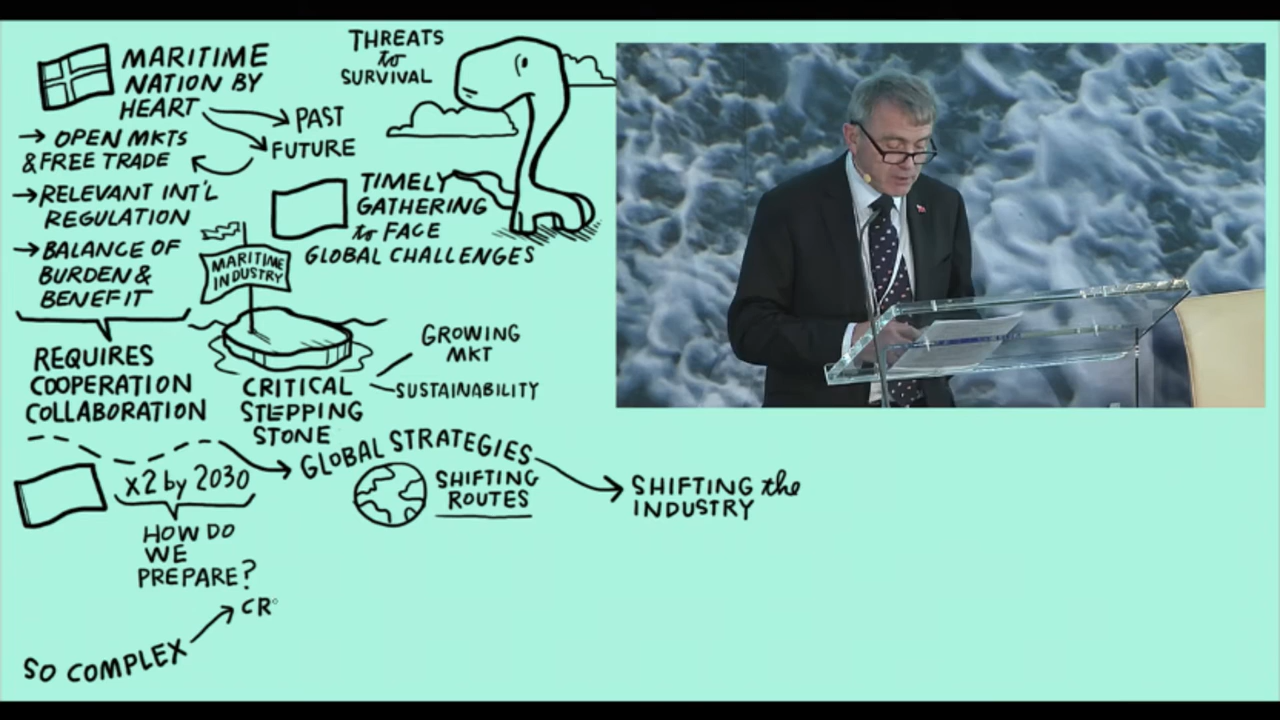 MARITIME
NATION BY
HEART
→ OPEN MKTS
& FREE TRADE
→ RELEVANT INT'L
REGULATION
→ BALANCE OF
BURDEN &
BENEFIT
REQUIRES
COOPERATION
COLLABORATION
PAST
FUTURE
THREATS
to
SURVIVAL
TIMELY
GATHERING
to FACE
GLOBAL CHALLENGES
MARITIME
INDUSTRY
CRITICAL
STEPPING
STONE
GROWING
MKT
SUSTAINABILITY
x2 by 2030
HOW DO
WE
PREPARE?
GLOBAL STRATEGIES
SHIFTING
ROUTES
SHIFTING the
INDUSTRY
SO COMPLEX
CR